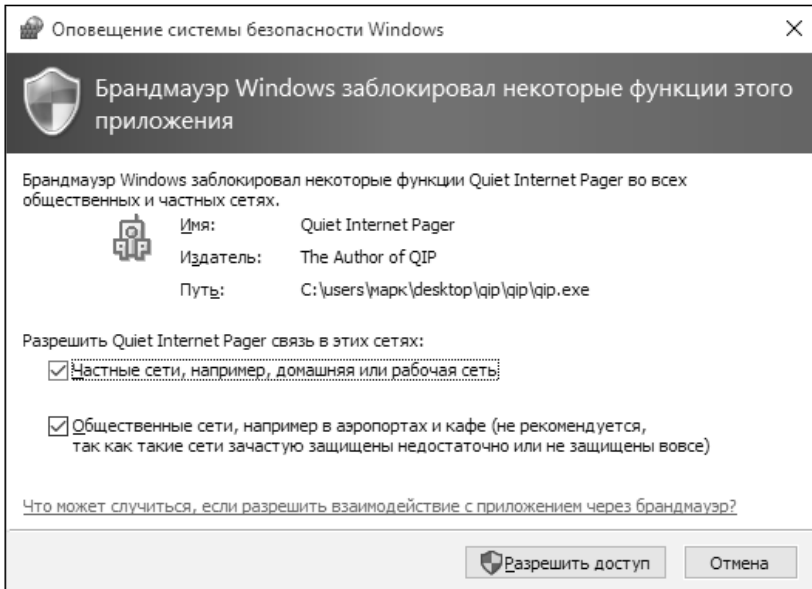 Оповещение системы безопасности Windows
Брандмауэр Windows заблокировал некоторые функции этого
приложения
Брандмауэр Windows заблокировал некоторые функции Quiet Internet Pager во всех
общественных и частных сетях.
Имя: Quiet Internet Pager
Издатель: The Author of QIP
Путь: C:\users\марк\desktop\qip\qip\qip.exe
Разрешить Quiet Internet Pager связь в этих сетях:
Частные сети, например, домашняя или рабочая сеть
Общественные сети, например в аэропортах и кафе (не рекомендуется,
так как такие сети зачастую защищены недостаточно или не защищены вовсе)
Что может случиться, если разрешить взаимодействие с приложением через брандмауэр?
Разрешить доступ Отмена